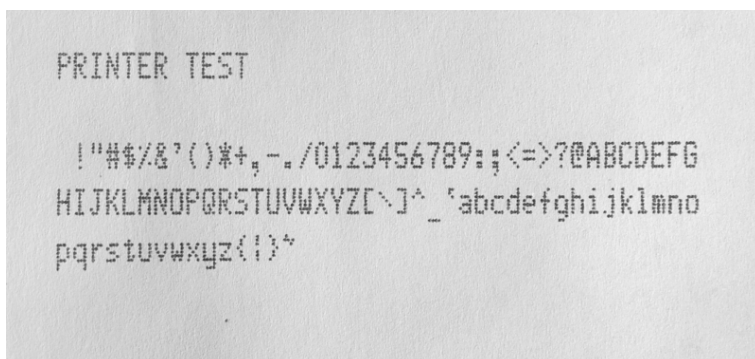 PRINTER TEST
!"#$%&'()*+,-./0123456789:;<=>?@ABCDEFG
HIJKLMNOPQRSTUVWXYZ[\]^_`abcdefghijklmno
pqrstuvwxyz{|}~